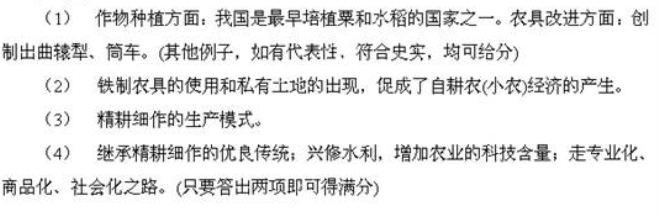 （1） 作物种植方面：我国是最早培植粟和水稻的国家之一。农具改进方面：创
制出曲辕犁、筒车。(其他例子，如有代表性．符合史实，均可给分)
（2） 铁制农具的使用和私有土地的出现，促成了自耕农(小农)经济的产生。
（3） 精耕细作的生产模式。
（4） 继承精耕细作的优良传统；兴修水利，增加农业的科技含量；走专业化、
商品化、社会化之路。(只要答出两项即可得满分)